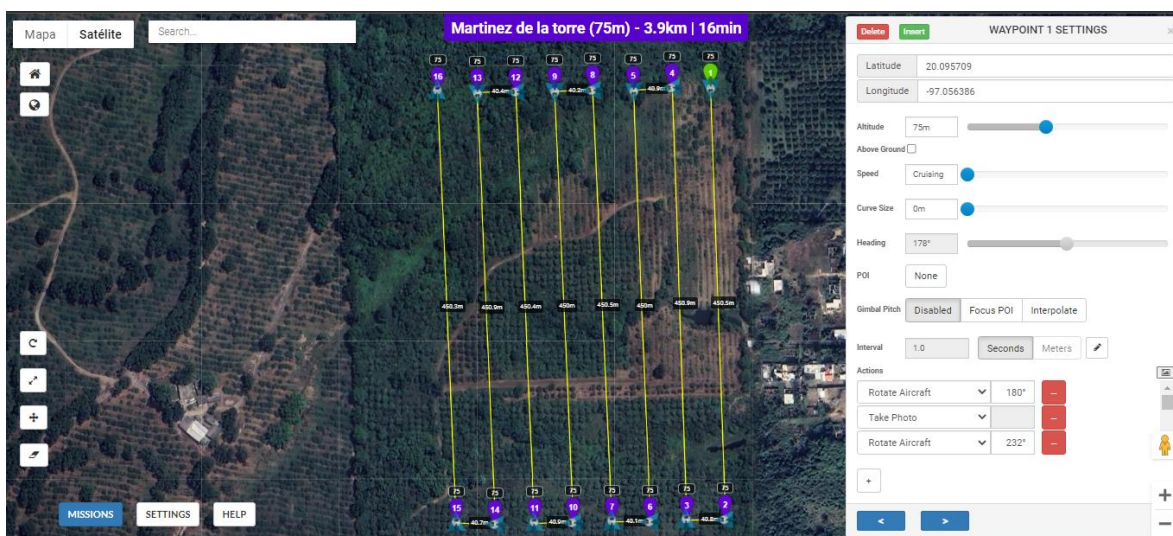 Mapa Satélite Search...
Martinez de la torre (75m) - 3.9km | 16min
75 75 75 75 75 75 75 75
16 13 12 9 8 5 4 1
40.4m 40.2m 40.9m
450.3m 450.9m 450.4m 450m 450.5m 450m 450.9m 450.5m
75 75 75 75 75 75 75 75
15 14 11 10 7 6 3 2
40.7m 40.9m 40.1m 40.8m
MISSIONS SETTINGS HELP
Delete Insert WAYPOINT 1 SETTINGS ×
Latitude 20.095709
Longitude -97.056386
Altitude 75m
Above Ground
Speed Cruising
Curve Size 0m
Heading 178°
POI None
Gimbal Pitch Disabled Focus POI Interpolate
Interval 1.0 Seconds Meters
Actions
Rotate Aircraft 180° –
Take Photo –
Rotate Aircraft 232° –
+
< >
+
−